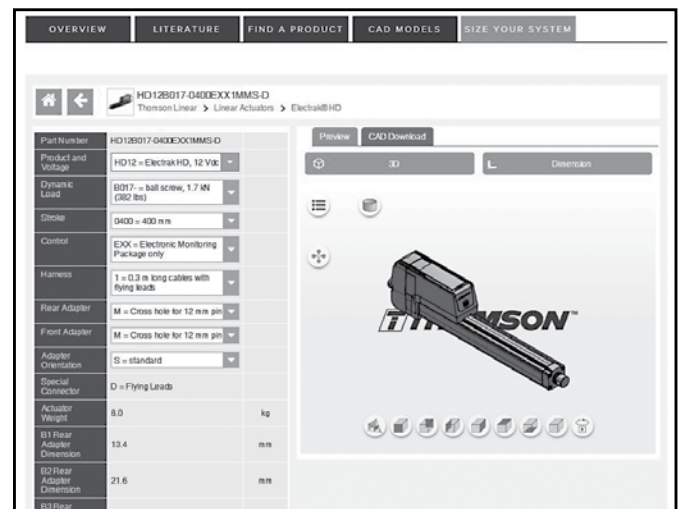 OVERVIEW
LITERATURE
FIND A PRODUCT
CAD MODELS
SIZE YOUR SYSTEM
HD12B017-0400EXX1MMS-D
Thomson Linear > Linear Actuators > Electrak® HD
Part Number HD12B017-0400EXX1MMS-D
Product and
Voltage
HD12 = Electrak HD, 12 Vdc
Dynamic
Load
B017- = ball screw, 1.7 kN
(382 lbs)
Stroke
0400 = 400 mm
Control
EXX = Electronic Monitoring
Package only
Harness
1 = 0.3 m long cables with
flying leads
Rear Adapter
M = Cross hole for 12 mm pin
Front Adapter
M = Cross hole for 12 mm pin
Adapter
Orientation
S = standard
Special
Connector
D = Flying Leads
Actuator
Weight
8.0 kg
B1 Rear
Adapter
Dimension
13.4 mm
B2 Rear
Adapter
Dimension
21.6 mm
B3 Rear
Preview
CAD Download
3D
Dimension